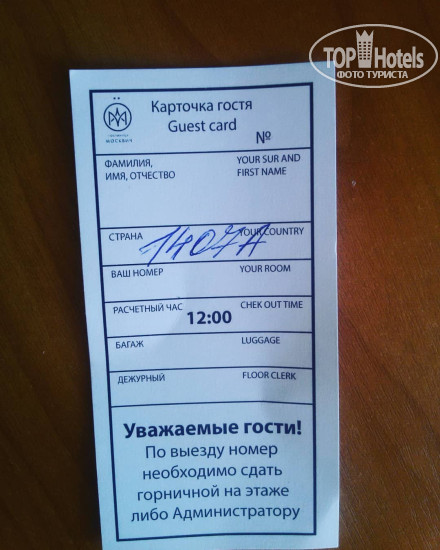 TOP Hotels
ФОТО ТУРИСТА
Карточка гостя
Guest card
№
МОСКВИЧ
ФАМИЛИЯ, YOUR SUR AND
ИМЯ, ОТЧЕСТВО FIRST NAME
СТРАНА YOUR COUNTRY
1407А
ВАШ НОМЕР YOUR ROOM
РАСЧЕТНЫЙ ЧАС 12:00 CHEK OUT TIME
БАГАЖ LUGGAGE
ДЕЖУРНЫЙ FLOOR CLERK
Уважаемые гости!
По выезду номер
необходимо сдать
горничной на этаже
либо Администратору